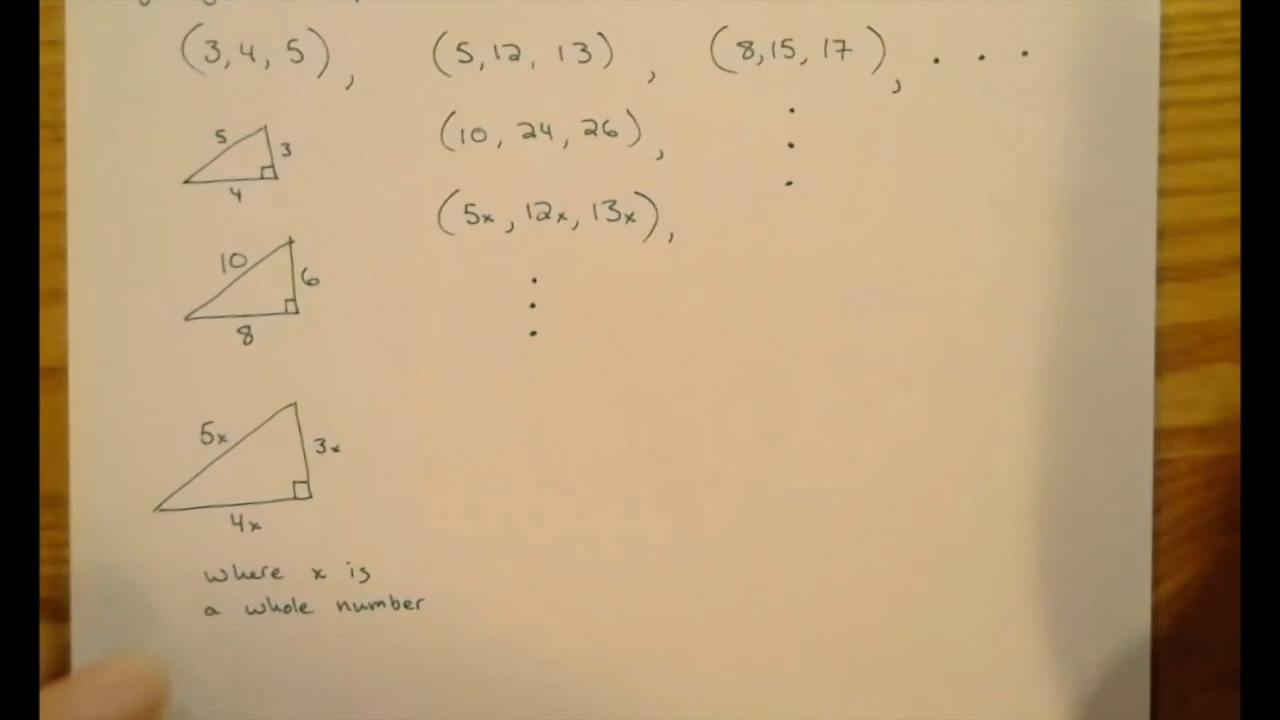 (3, 4, 5), (5, 12, 13), (8, 15, 17), . . .
(10, 24, 26),
(5x, 12x, 13x),
5
3
4
10
6
8
5x
3x
4x
where x is
a whole number